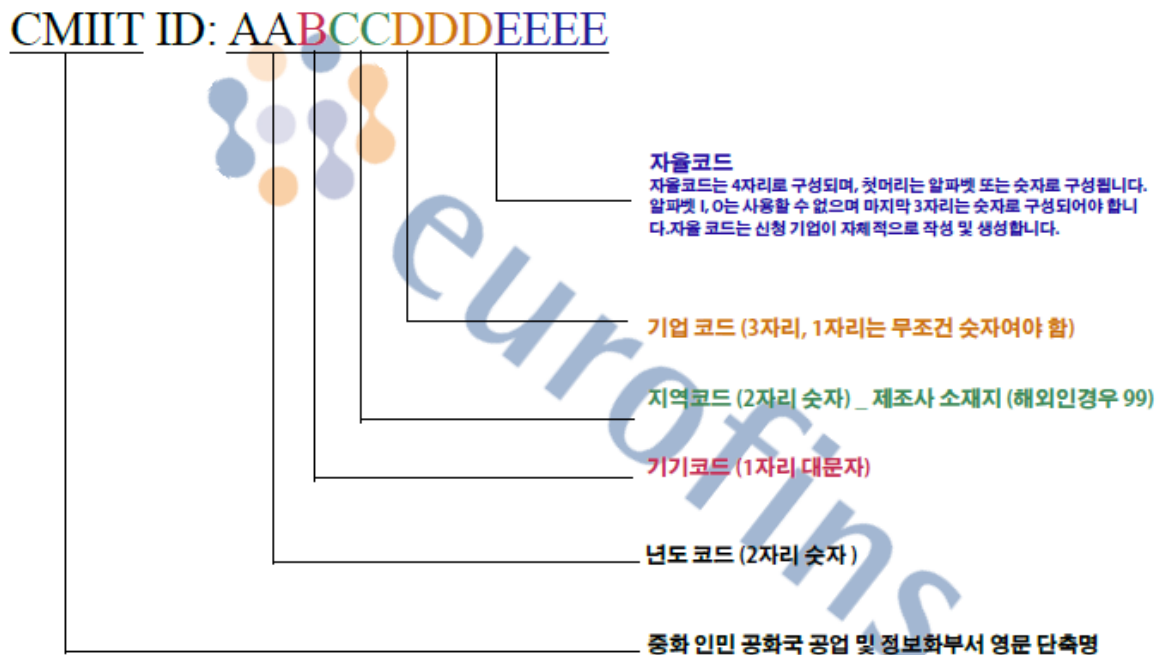 CMIIT ID: AABCCDDDEEEE
자율코드
자율코드는 4자리로 구성되며, 첫머리는 알파벳 또는 숫자로 구성됩니다.
알파벳 I, O는 사용할 수 없으며 마지막 3자리는 숫자로 구성되어야 합니
다.자율 코드는 신청 기업이 자체적으로 작성 및 생성합니다.
기업 코드 (3자리, 1자리는 무조건 숫자여야 함)
지역코드 (2자리 숫자) _ 제조사 소재지 (해외인경우 99)
기기코드 (1자리 대문자)
년도 코드 (2자리 숫자 )
중화 인민 공화국 공업 및 정보화부서 영문 단축명
eurofins